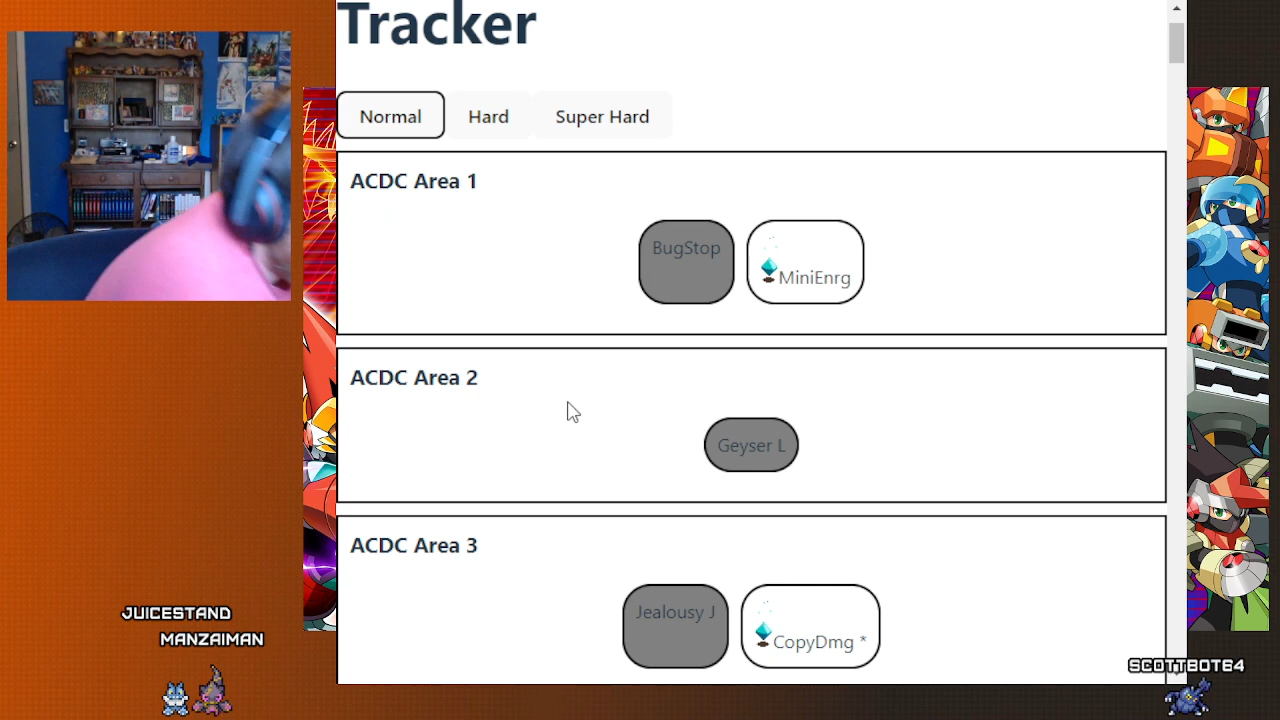 Tracker
Normal
Hard
Super Hard
ACDC Area 1
BugStop
MiniEnrg
ACDC Area 2
Geyser L
ACDC Area 3
Jealousy J
CopyDmg *
JUICESTAND
MANZAIMAN
SCOTTBOT64